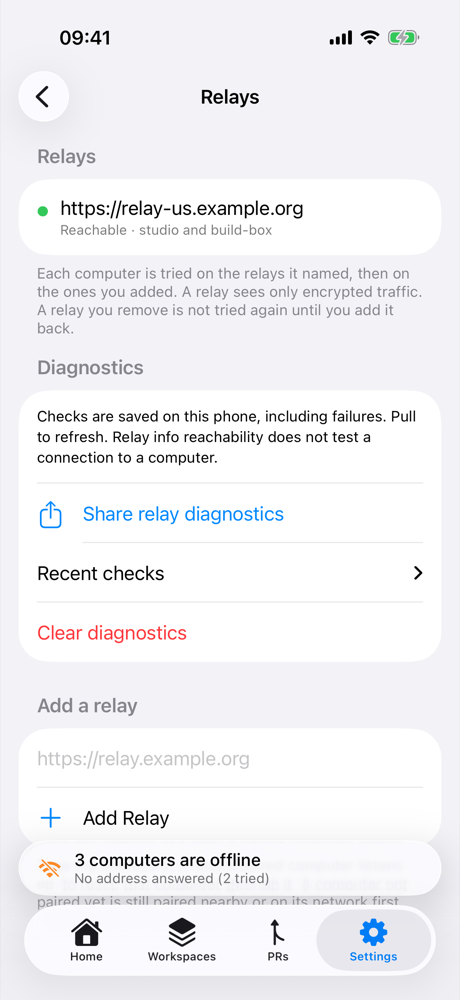 09:41
Relays
Relays
https://relay-us.example.org
Reachable · studio and build-box
Each computer is tried on the relays it named, then on
the ones you added. A relay sees only encrypted traffic.
A relay you remove is not tried again until you add it
back.
Diagnostics
Checks are saved on this phone, including failures. Pull
to refresh. Relay info reachability does not test a
connection to a computer.
Share relay diagnostics
Recent checks
Clear diagnostics
Add a relay
https://relay.example.org
Add Relay
3 computers are offline
No address answered (2 tried)
paired yet is still paired nearby or on its network first
Home
Workspaces
PRs
Settings